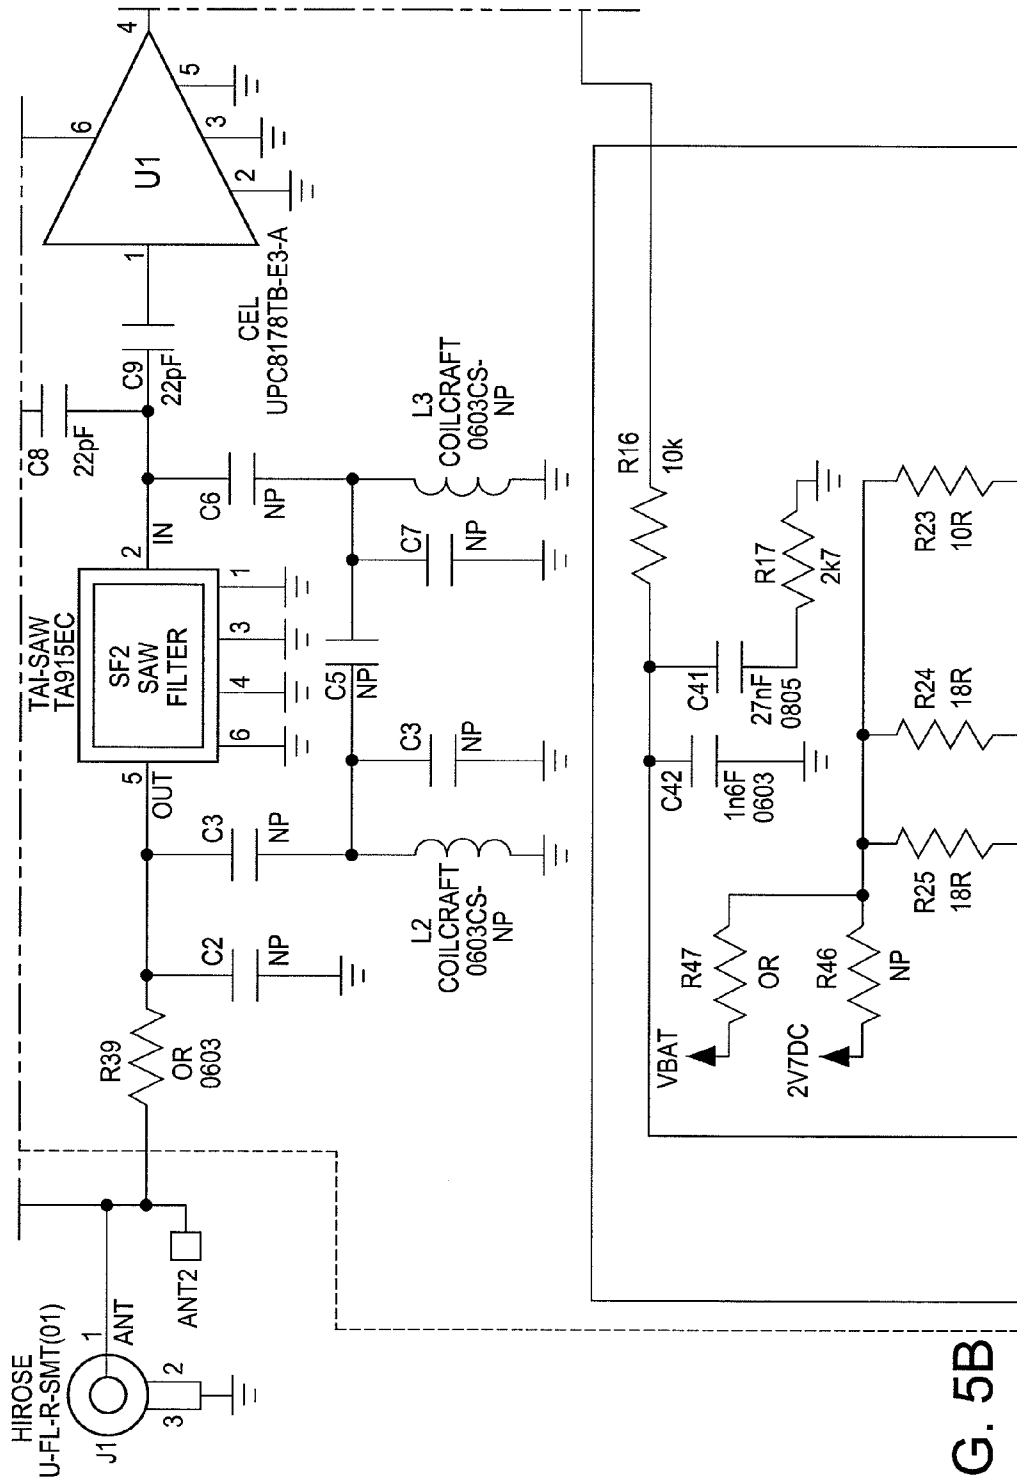 HIROSE
U-FL-R-SMT(01)
J1
1
ANT
2
3
ANT2
R39
OR
0603
C2
NP
C3
NP
5
OUT
TAI-SAW
TA915EC
SF2
SAW
FILTER
6
4
3
1
2
IN
C8
22pF
C6
NP
C9
22pF
1
U1
6
4
5
3
2
CEL
UPC8178TB-E3-A
L2
COILCRAFT
0603CS-
NP
C3
NP
C5
NP
C7
NP
L3
COILCRAFT
0603CS-
NP
R16
10k
C42
1n6F
0603
C41
27nF
0805
R17
2k7
VBAT
R47
OR
2V7DC
R46
NP
R25
18R
R24
18R
R23
10R
G. 5B